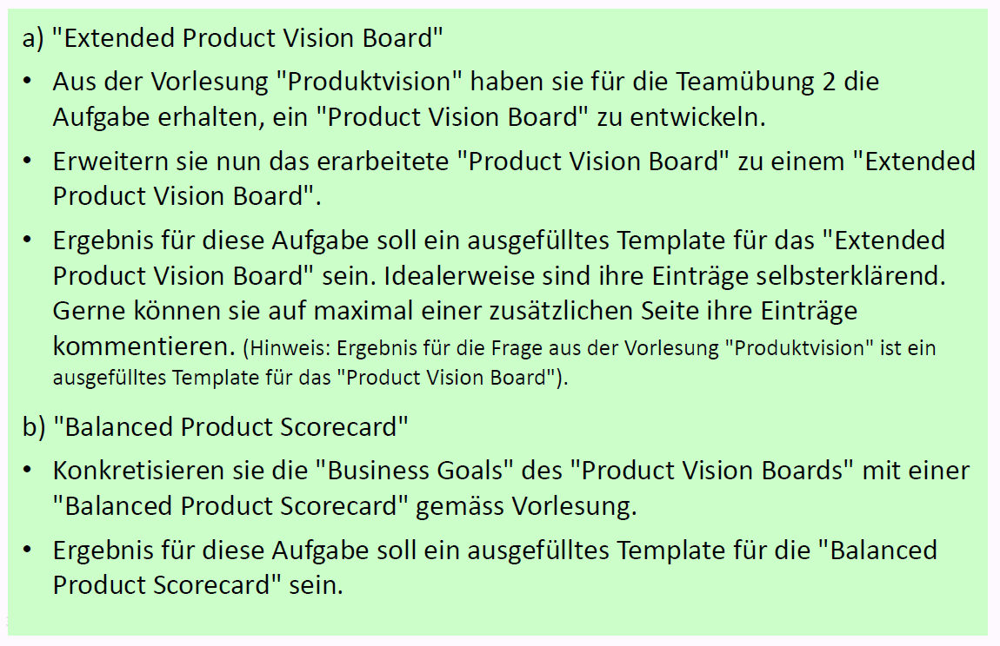 a) "Extended Product Vision Board"
• Aus der Vorlesung "Produktvision" haben sie für die Teamübung 2 die
Aufgabe erhalten, ein "Product Vision Board" zu entwickeln.
• Erweitern sie nun das erarbeitete "Product Vision Board" zu einem "Extended
Product Vision Board".
• Ergebnis für diese Aufgabe soll ein ausgefülltes Template für das "Extended
Product Vision Board" sein. Idealerweise sind ihre Einträge selbsterklärend.
Gerne können sie auf maximal einer zusätzlichen Seite ihre Einträge
kommentieren. (Hinweis: Ergebnis für die Frage aus der Vorlesung "Produktvision" ist ein
ausgefülltes Template für das "Product Vision Board").
b) "Balanced Product Scorecard"
• Konkretisieren sie die "Business Goals" des "Product Vision Boards" mit einer
"Balanced Product Scorecard" gemäss Vorlesung.
• Ergebnis für diese Aufgabe soll ein ausgefülltes Template für die "Balanced
Product Scorecard" sein.